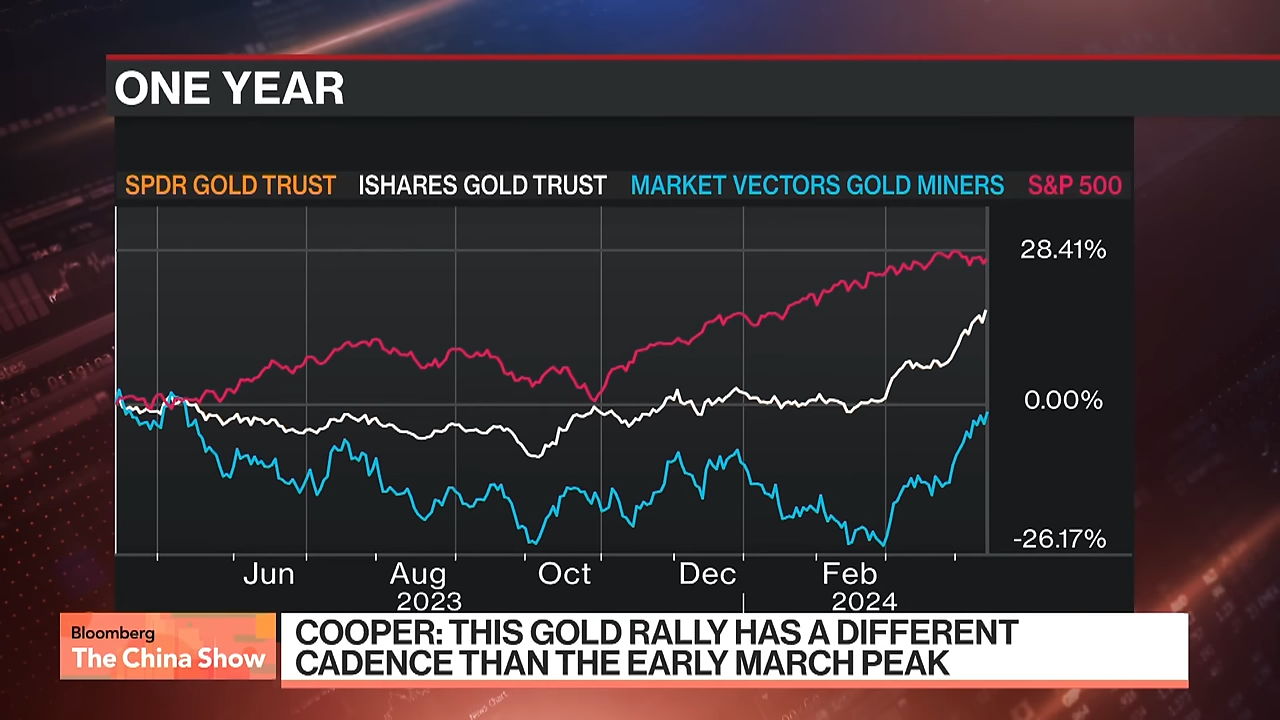 ONE YEAR
SPDR GOLD TRUST ISHARES GOLD TRUST MARKET VECTORS GOLD MINERS S&P 500
28.41%
0.00%
-26.17%
Jun Aug Oct Dec Feb
2023 2024
Bloomberg
The China Show
COOPER: THIS GOLD RALLY HAS A DIFFERENT
CADENCE THAN THE EARLY MARCH PEAK